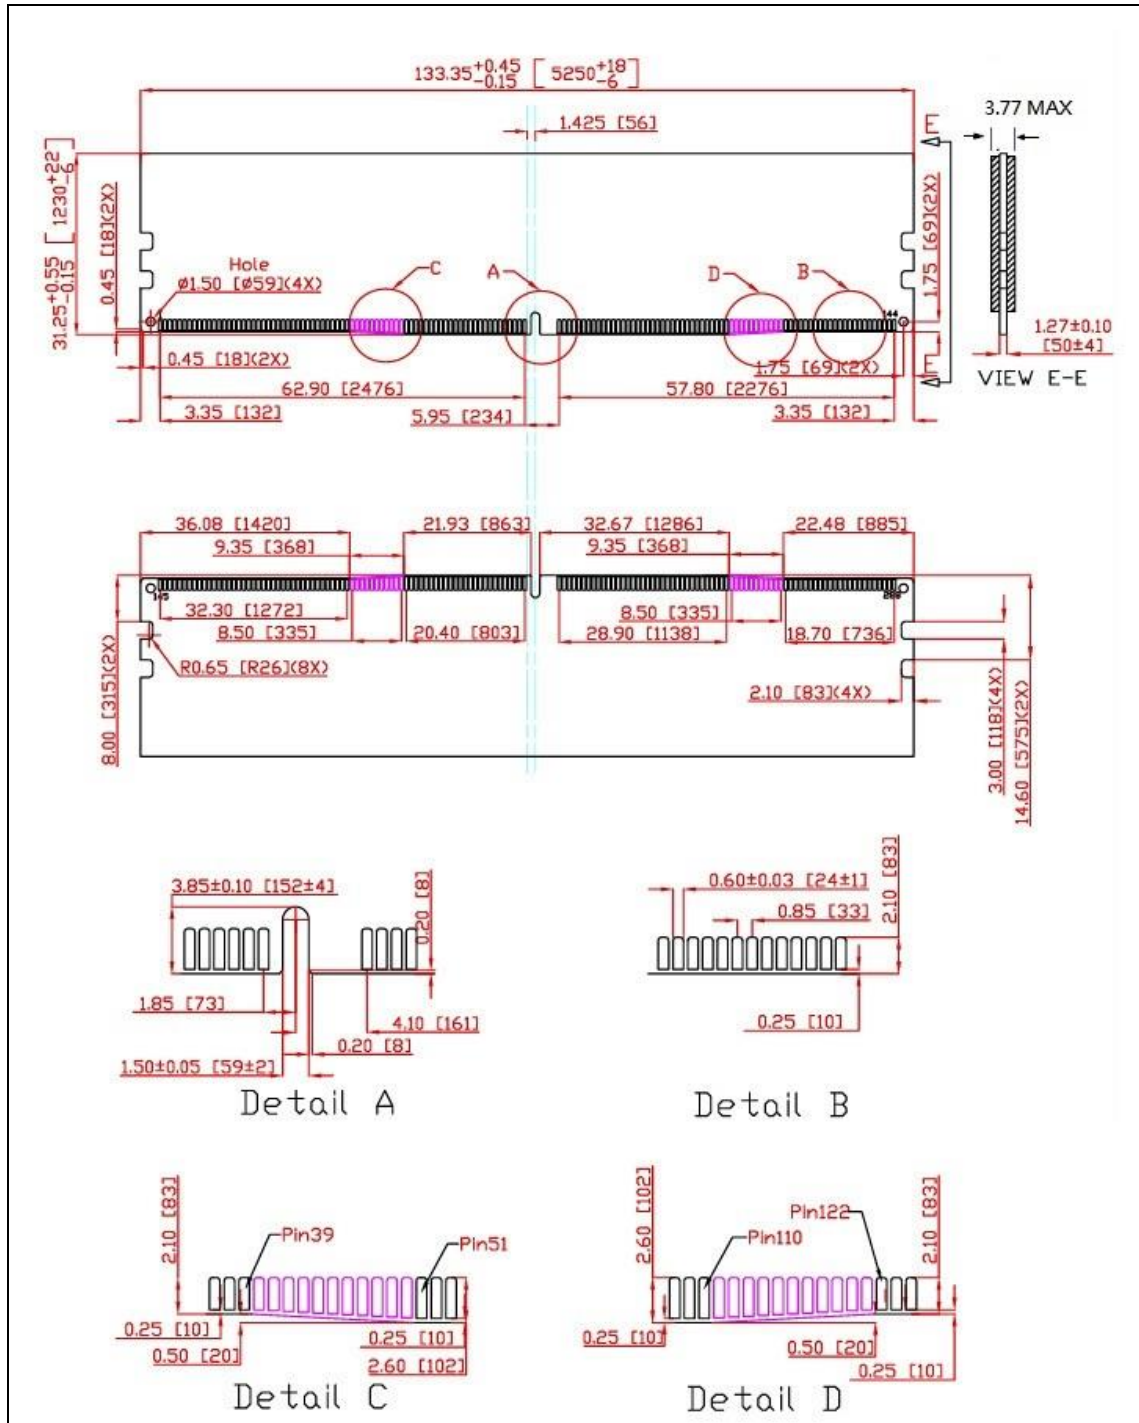 133.35+0.45-0.15 [5250+18-6]
1.425 [56]
3.77 MAX
E
31.25+0.55-0.15 [1230+22-6]
0.45 [18](2X)
1.75 [69](2X)
Hole
Ø1.50 [Ø59](4X)
C
A
D
B
144
1.27±0.10
[50±4]
0.45 [18](2X)
1.75 [69](2X)
E
VIEW E-E
62.90 [2476]
57.80 [2276]
3.35 [132]
5.95 [234]
3.35 [132]
36.08 [1420]
21.93 [863]
32.67 [1286]
22.48 [885]
9.35 [368]
9.35 [368]
145
288
32.30 [1272]
8.50 [335]
8.50 [335]
20.40 [803]
28.90 [1138]
18.70 [736]
R0.65 [R26](8X)
2.10 [83](4X)
8.00 [315](2X)
3.00 [118](4X)
14.60 [575](2X)
3.85±0.10 [152±4]
0.20 [8]
1.85 [73]
4.10 [161]
0.20 [8]
1.50±0.05 [59±2]
Detail A
0.60±0.03 [24±1]
2.10 [83]
0.85 [33]
0.25 [10]
Detail B
2.10 [83]
Pin39
Pin51
0.25 [10]
0.25 [10]
0.50 [20]
2.60 [102]
Detail C
2.60 [102]
Pin122
Pin110
2.10 [83]
0.25 [10]
0.50 [20]
0.25 [10]
Detail D